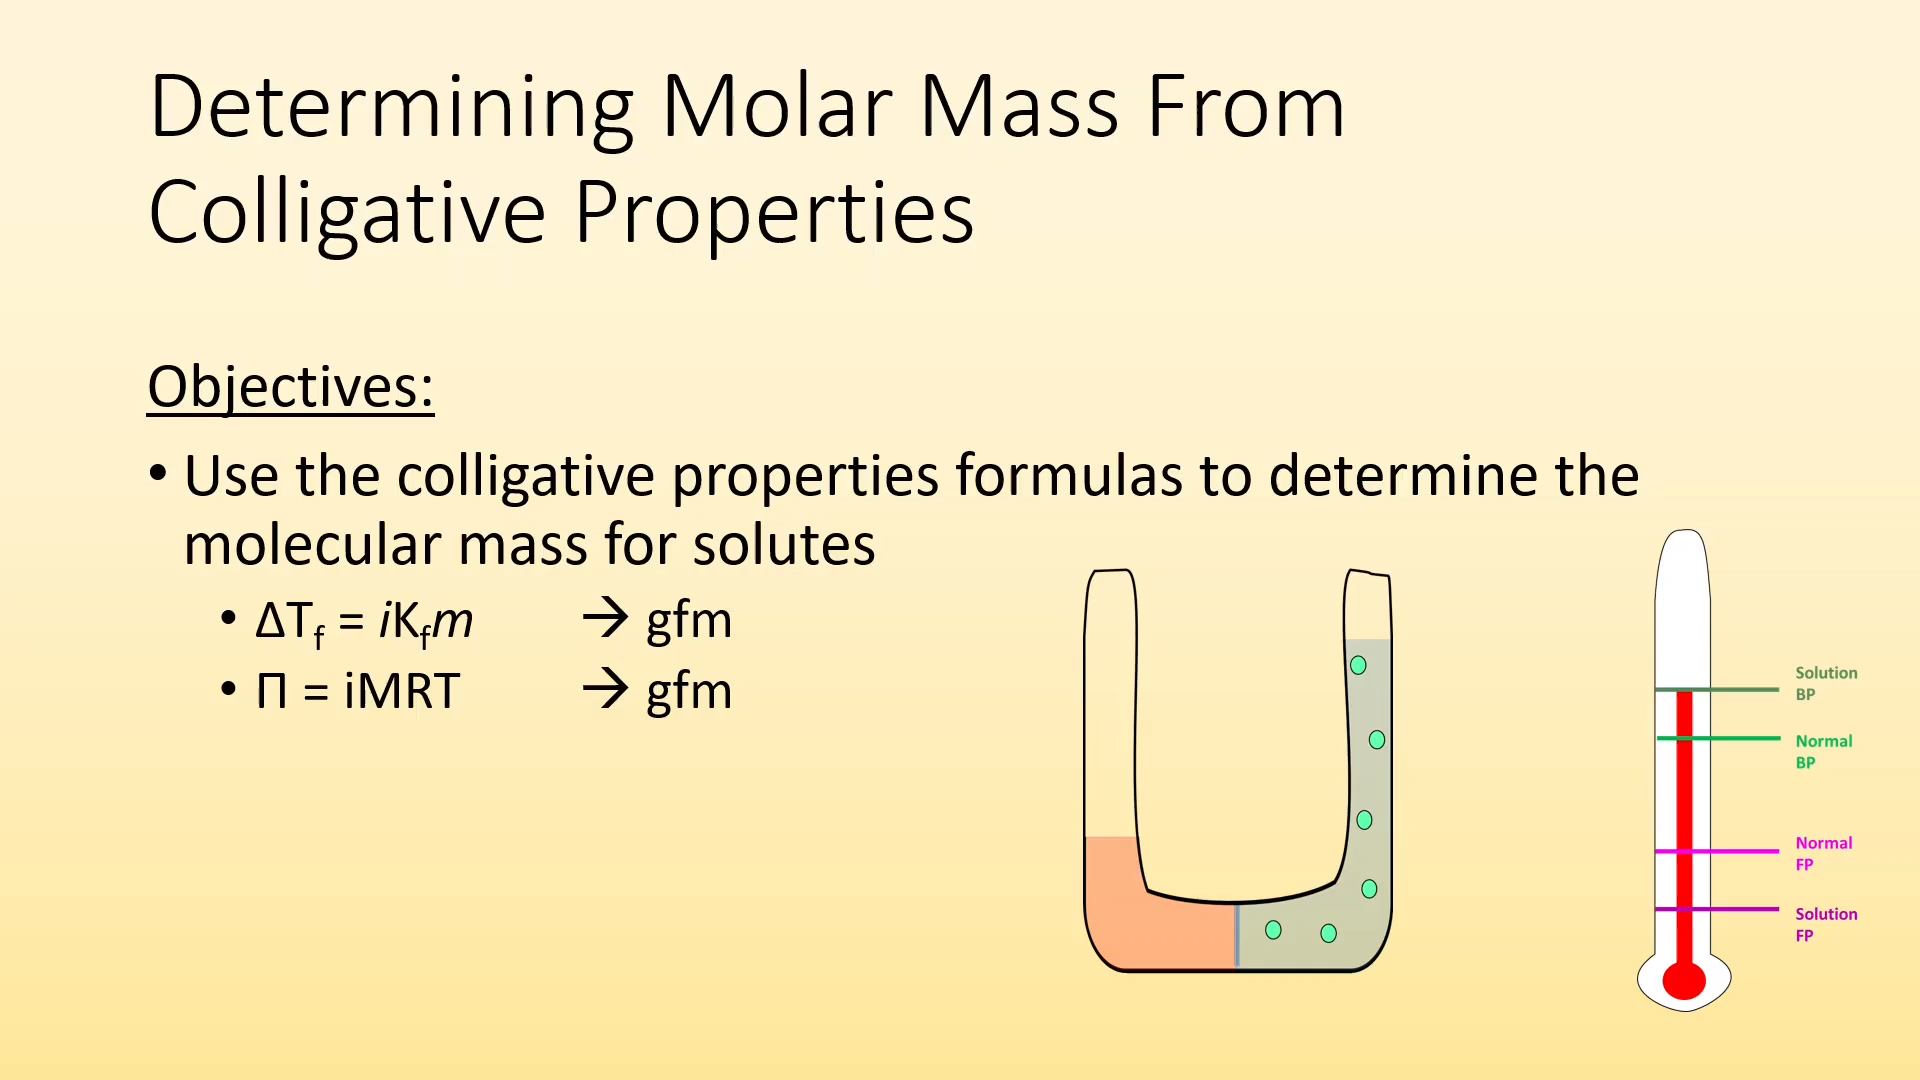 Determining Molar Mass From
Colligative Properties
Objectives:
• Use the colligative properties formulas to determine the
molecular mass for solutes
• ΔTf = iKfm → gfm
• Π = iMRT → gfm
Solution
BP
Normal
BP
Normal
FP
Solution
FP